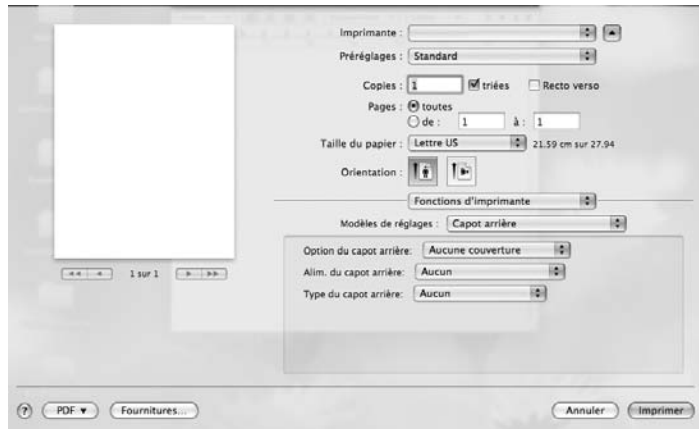 Imprimante :
Préréglages : Standard
Copies : 1 triées Recto verso
Pages : toutes
de : 1 à : 1
Taille du papier : Lettre US 21.59 cm sur 27.94
Orientation :
Fonctions d'imprimante
Modèles de réglages : Capot arrière
Option du capot arrière: Aucune couverture
Alim. du capot arrière: Aucun
Type du capot arrière: Aucun
1 sur 1
? PDF ▼ Fournitures... Annuler Imprimer